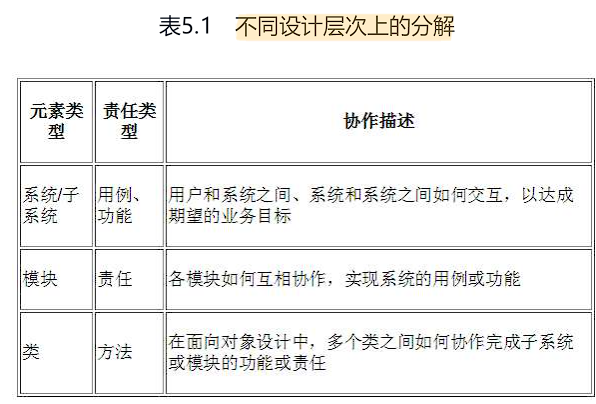 表5.1 不同设计层次上的分解
元素类
型
责任类
型
协作描述
系统/子
系统
用例、
功能
用户和系统之间、系统和系统之间如何交互，以达成
期望的业务目标
模块
责任
各模块如何互相协作，实现系统的用例或功能
类
方法
在面向对象设计中，多个类之间如何协作完成子系统
或模块的功能或责任